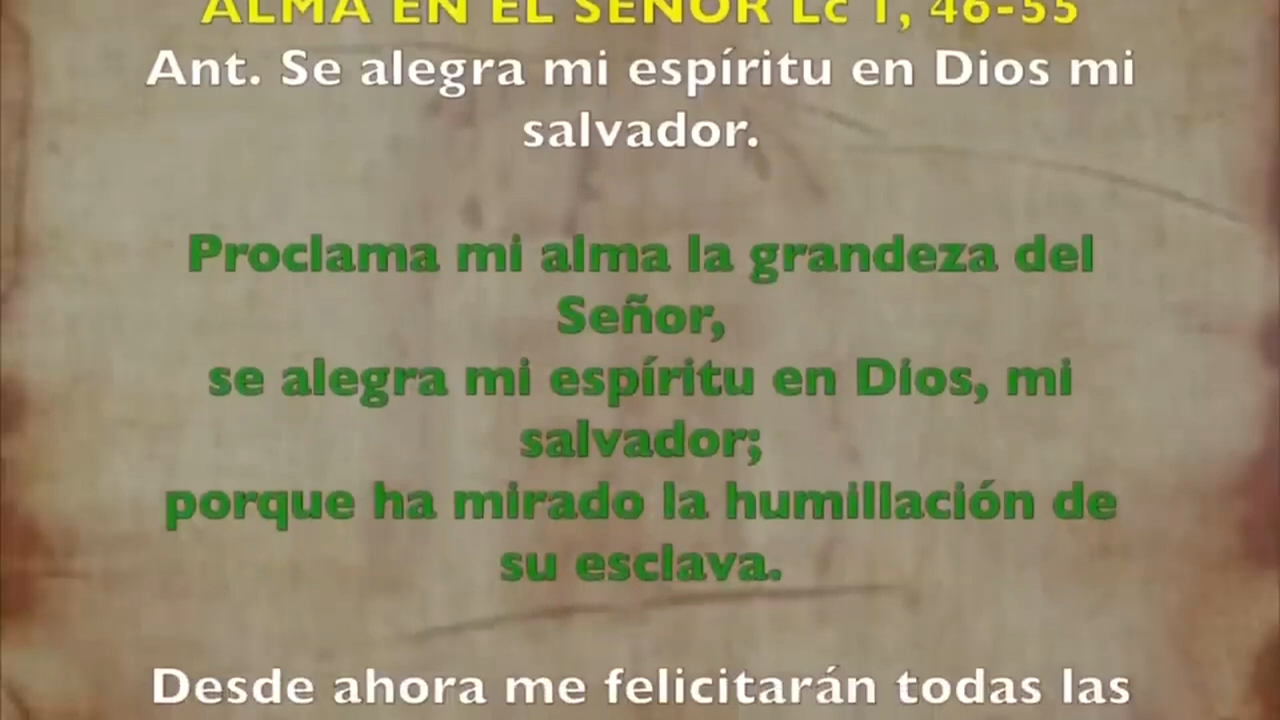 ALMA EN EL SEÑOR Lc 1, 46-55
Ant. Se alegra mi espíritu en Dios mi
salvador.
Proclama mi alma la grandeza del
Señor,
se alegra mi espíritu en Dios, mi
salvador;
porque ha mirado la humillación de
su esclava.
Desde ahora me felicitarán todas las